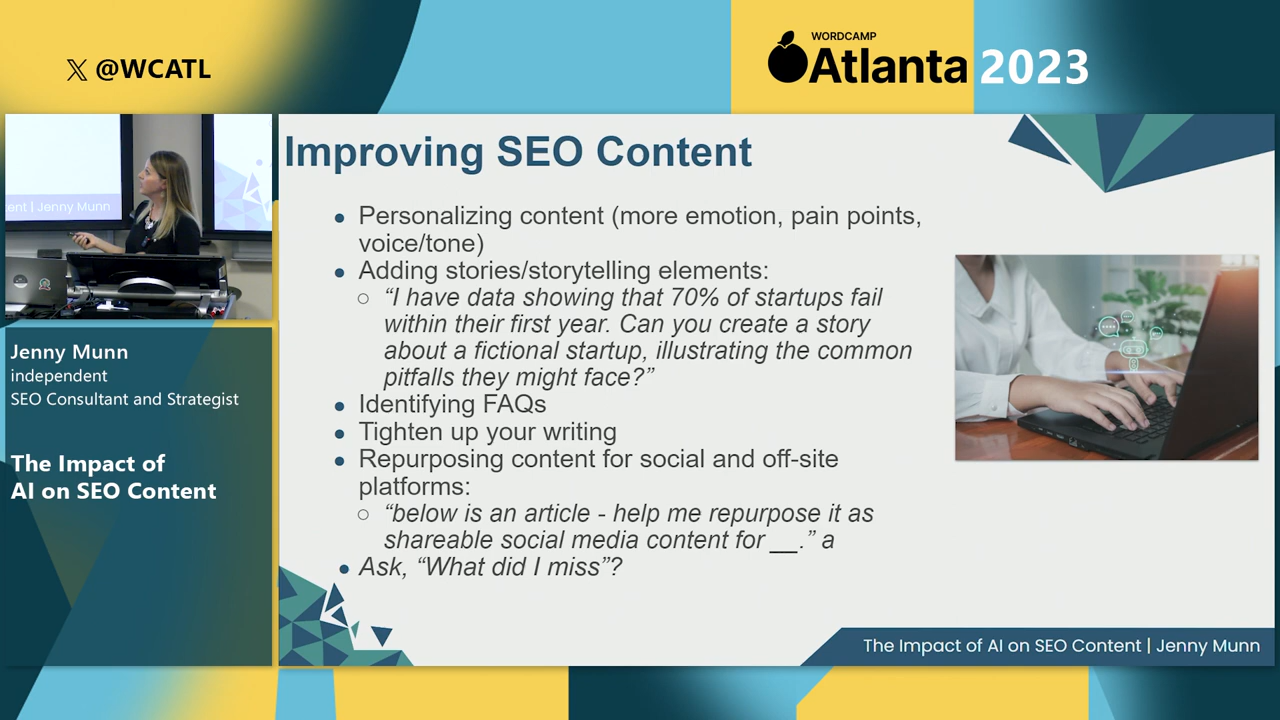 @WCATL
WORDCAMP
Atlanta 2023
ent | Jenny Munn
Jenny Munn
independent
SEO Consultant and Strategist
The Impact of
AI on SEO Content
Improving SEO Content
• Personalizing content (more emotion, pain points,
voice/tone)
• Adding stories/storytelling elements:
○ “I have data showing that 70% of startups fail
within their first year. Can you create a story
about a fictional startup, illustrating the common
pitfalls they might face?”
• Identifying FAQs
• Tighten up your writing
• Repurposing content for social and off-site
platforms:
○ “below is an article - help me repurpose it as
shareable social media content for __.” a
• Ask, “What did I miss”?
The Impact of AI on SEO Content | Jenny Munn